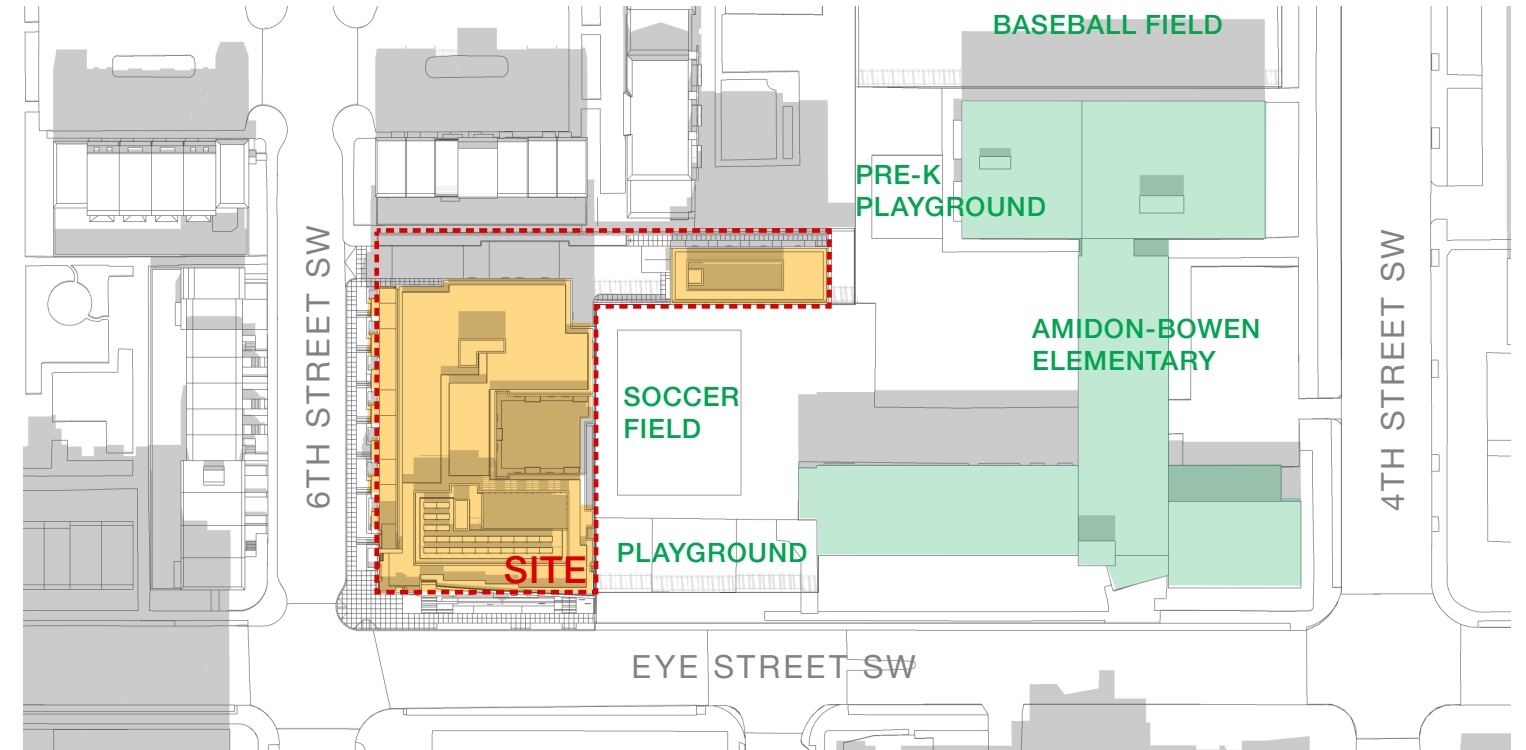 BASEBALL FIELD
PRE-K
PLAYGROUND
6TH STREET SW
4TH STREET SW
AMIDON-BOWEN
ELEMENTARY
SOCCER
FIELD
PLAYGROUND
SITE
EYE STREET SW